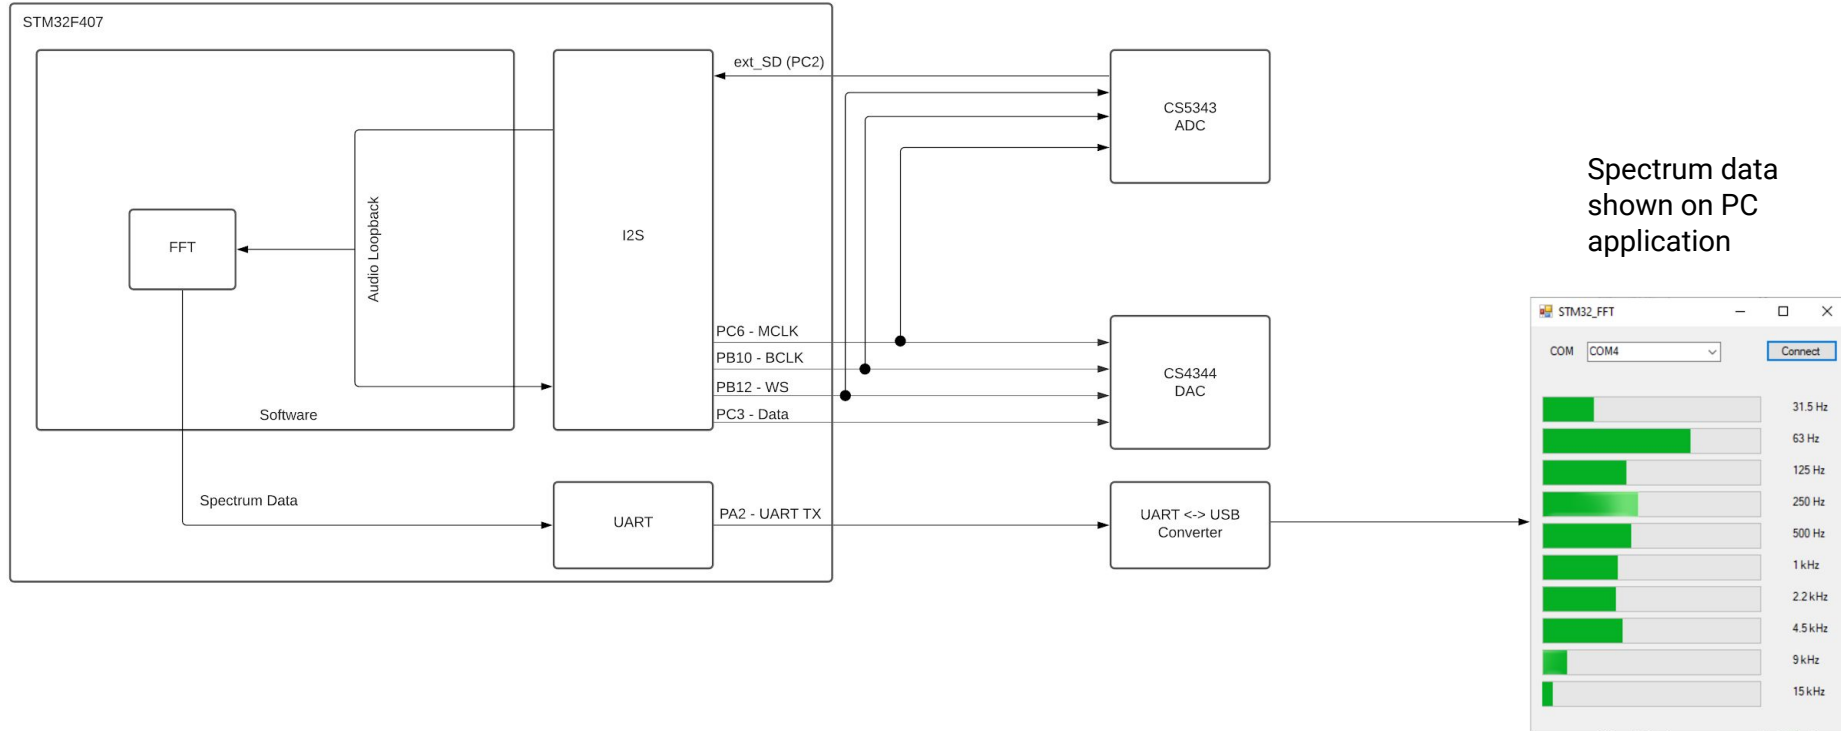 STM32F407
ext_SD (PC2)
CS5343
ADC
Spectrum data
shown on PC
application
FFT
Audio Loopback
I2S
Software
PC6 - MCLK
PB10 - BCLK
PB12 - WS
PC3 - Data
CS4344
DAC
Spectrum Data
UART
PA2 - UART TX
UART <-> USB
Converter
STM32_FFT
COM COM4 Connect
31.5 Hz
63 Hz
125 Hz
250 Hz
500 Hz
1 kHz
2.2 kHz
4.5 kHz
9 kHz
15 kHz